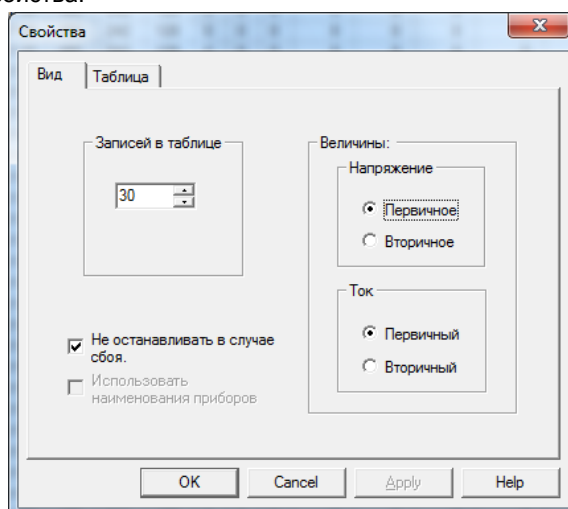 Свойства
Вид
Таблица
Записей в таблице
30
Не останавливать в случае
сбоя.
Использовать
наименования приборов
Величины:
Напряжение
Первичное
Вторичное
Ток
Первичный
Вторичный
OK
Cancel
Apply
Help